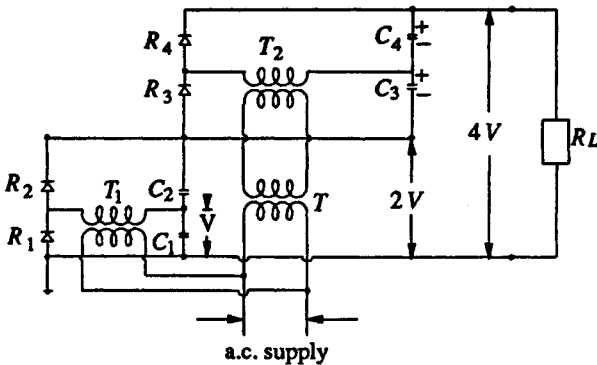 R4
T2
C4
+
−
R3
C3
+
−
4V
RL
R2
T1
C2
V
T
2V
R1
C1
a.c. supply